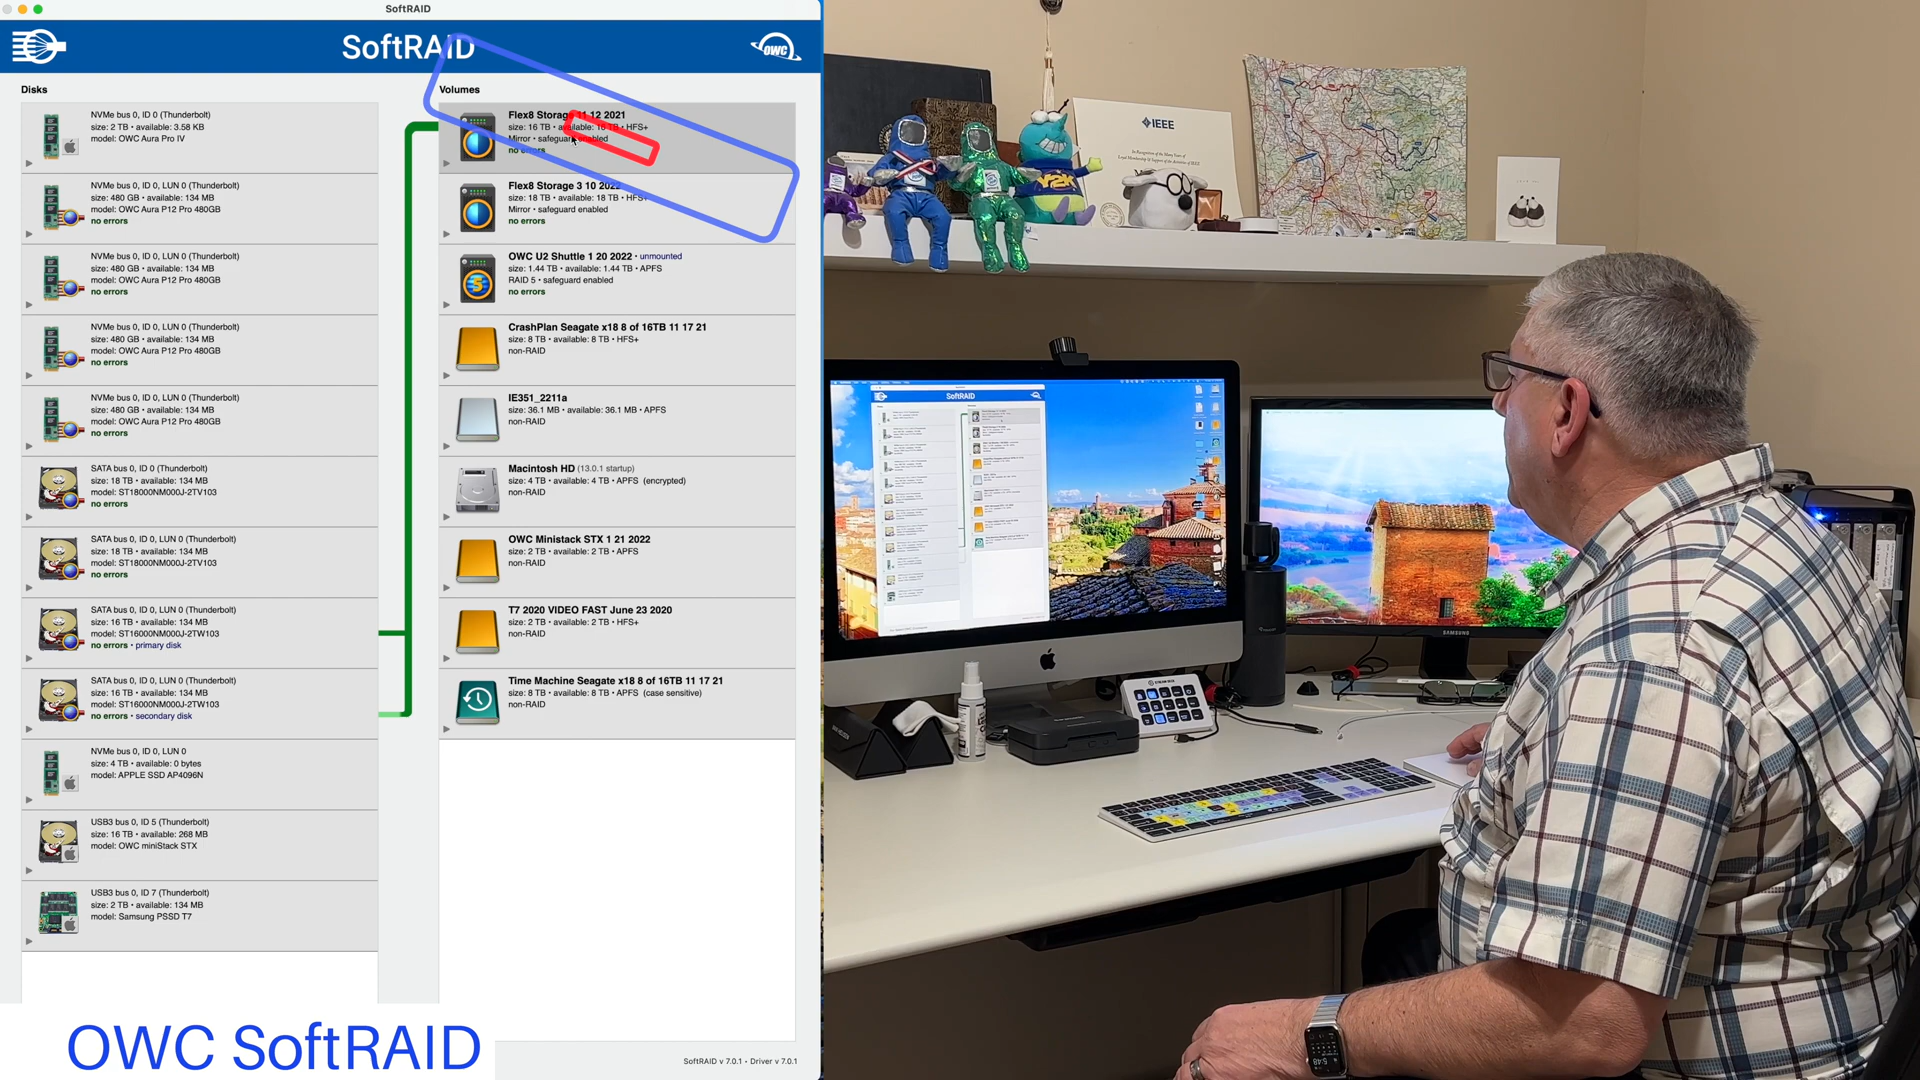 SoftRAID
SoftRAID
OWC
Disks
Volumes
NVMe bus 0, ID 0 (Thunderbolt)
size: 2 TB • available: 3.58 KB
model: OWC Aura Pro IV
NVMe bus 0, ID 0, LUN 0 (Thunderbolt)
size: 480 GB • available: 134 MB
model: OWC Aura P12 Pro 480GB
no errors
NVMe bus 0, ID 0, LUN 0 (Thunderbolt)
size: 480 GB • available: 134 MB
model: OWC Aura P12 Pro 480GB
no errors
NVMe bus 0, ID 0, LUN 0 (Thunderbolt)
size: 480 GB • available: 134 MB
model: OWC Aura P12 Pro 480GB
no errors
NVMe bus 0, ID 0, LUN 0 (Thunderbolt)
size: 480 GB • available: 134 MB
model: OWC Aura P12 Pro 480GB
no errors
SATA bus 0, ID 0 (Thunderbolt)
size: 18 TB • available: 134 MB
model: ST18000NM000J-2TV103
no errors
SATA bus 0, ID 0, LUN 0 (Thunderbolt)
size: 18 TB • available: 134 MB
model: ST18000NM000J-2TV103
no errors
SATA bus 0, ID 0, LUN 0 (Thunderbolt)
size: 16 TB • available: 134 MB
model: ST16000NM000J-2TW103
no errors • primary disk
SATA bus 0, ID 0, LUN 0 (Thunderbolt)
size: 16 TB • available: 134 MB
model: ST16000NM000J-2TW103
no errors • secondary disk
NVMe bus 0, ID 0, LUN 0
size: 4 TB • available: 0 bytes
model: APPLE SSD AP4096N
USB3 bus 0, ID 5 (Thunderbolt)
size: 16 TB • available: 268 MB
model: OWC miniStack STX
USB3 bus 0, ID 7 (Thunderbolt)
size: 2 TB • available: 134 MB
model: Samsung PSSD T7
Flex8 Storage 11 12 2021
size: 16 TB • available: 16 TB • HFS+
Mirror • safeguard enabled
no errors
Flex8 Storage 3 10 2022
size: 18 TB • available: 18 TB • HFS+
Mirror • safeguard enabled
no errors
OWC U2 Shuttle 1 20 2022 • unmounted
size: 1.44 TB • available: 1.44 TB • APFS
RAID 5 • safeguard enabled
no errors
5
CrashPlan Seagate x18 8 of 16TB 11 17 21
size: 8 TB • available: 8 TB • HFS+
non-RAID
IE351_2211a
size: 36.1 MB • available: 36.1 MB • APFS
non-RAID
Macintosh HD (13.0.1 startup)
size: 4 TB • available: 4 TB • APFS (encrypted)
non-RAID
OWC Ministack STX 1 21 2022
size: 2 TB • available: 2 TB • APFS
non-RAID
T7 2020 VIDEO FAST June 23 2020
size: 2 TB • available: 2 TB • HFS+
non-RAID
Time Machine Seagate x18 8 of 16TB 11 17 21
size: 8 TB • available: 8 TB • APFS (case sensitive)
non-RAID
SoftRAID v 7.0.1 • Driver v 7.0.1
OWC SoftRAID
IEEE
Y2K
SoftRAID
SAMSUNG
STREAM DECK
5:48